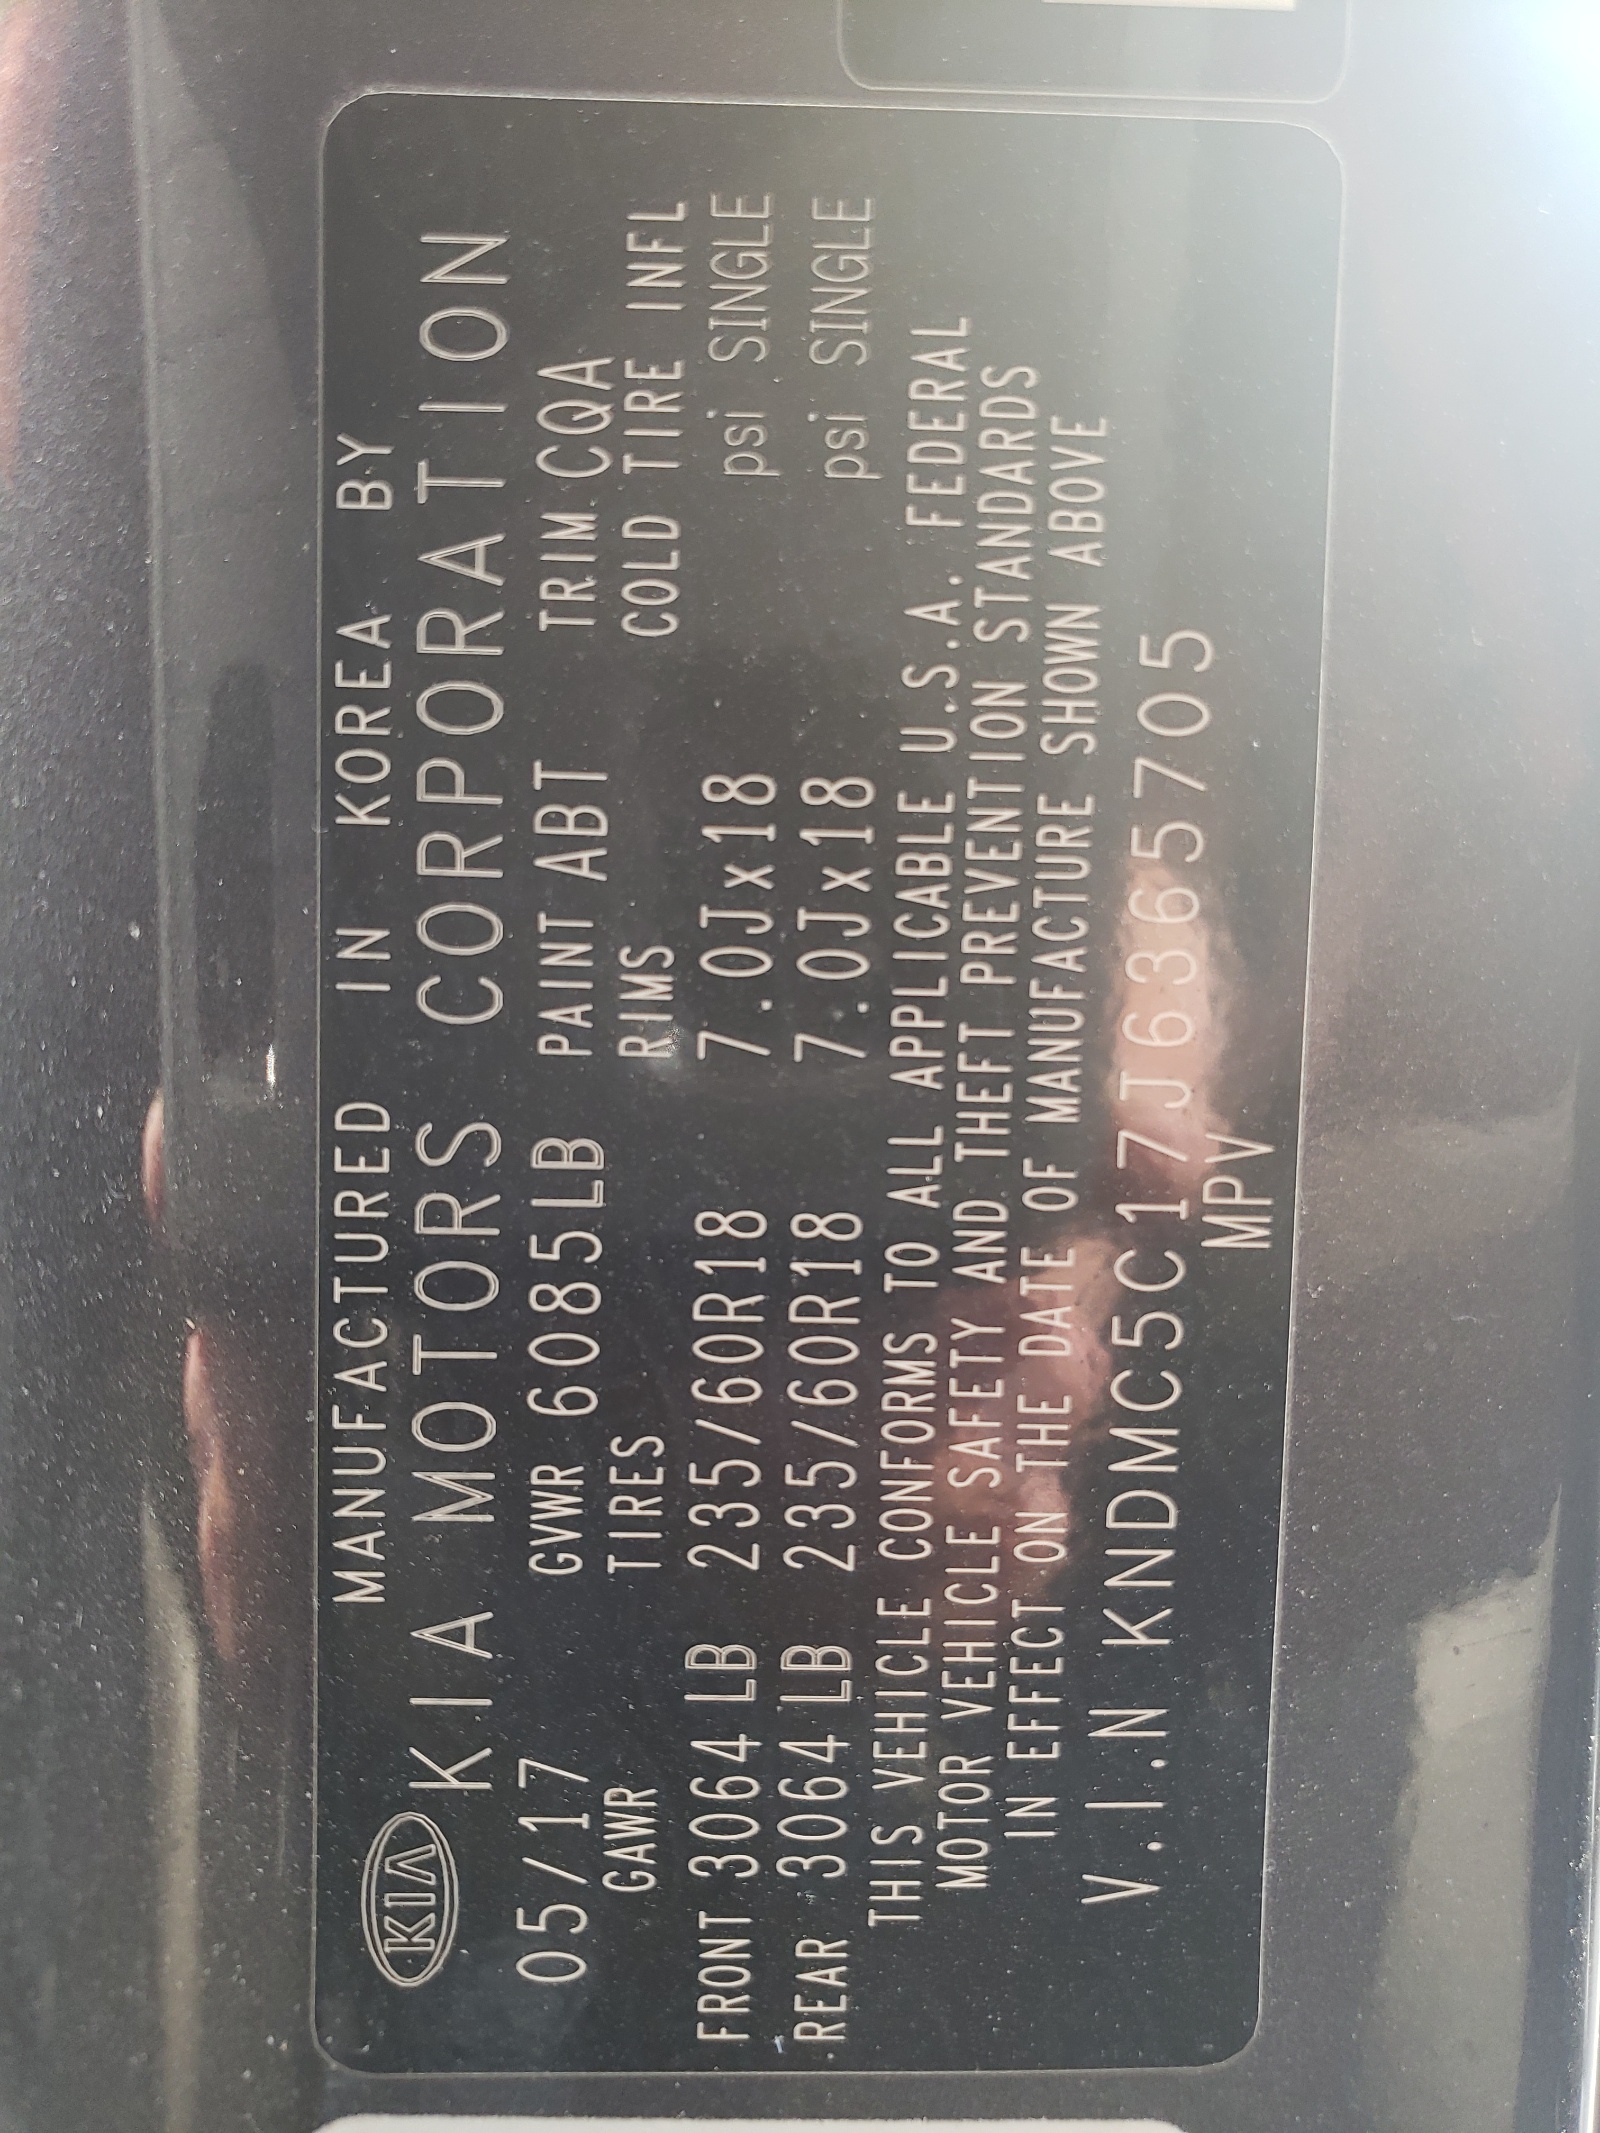 MANUFACTURED IN KOREA BY
KIA KIA MOTORS CORPORATION
05/17 GVWR 6085LB PAINT ABT TRIM CQA
GAWR TIRES RIMS COLD TIRE INFL
FRONT 3064 LB 235/60R18 7.0Jx18 psi SINGLE
REAR 3064 LB 235/60R18 7.0Jx18 psi SINGLE
THIS VEHICLE CONFORMS TO ALL APPLICABLE U.S.A. FEDERAL
MOTOR VEHICLE SAFETY AND THEFT PREVENTION STANDARDS
IN EFFECT ON THE DATE OF MANUFACTURE SHOWN ABOVE
V.I.N KNDMC5C17J6365705
MPV